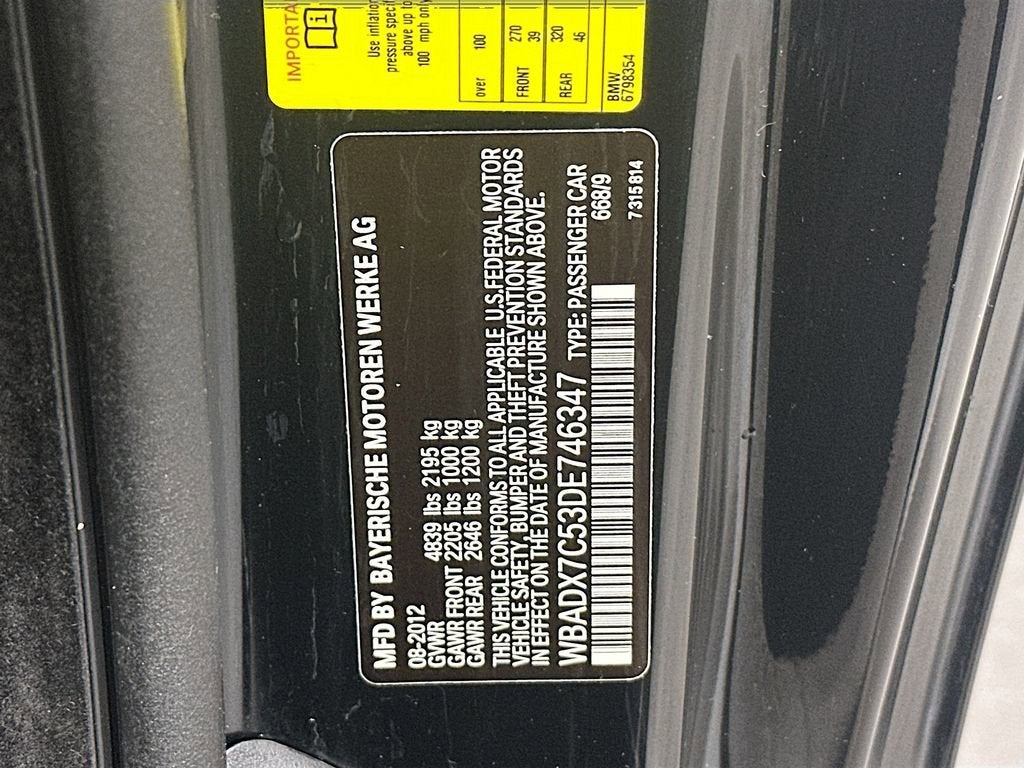 MFD BY BAYERISCHE MOTOREN WERKE AG
08-2012
GVWR 4839 lbs 2195 kg
GAWR FRONT 2205 lbs 1000 kg
GAWR REAR 2646 lbs 1200 kg
THIS VEHICLE CONFORMS TO ALL APPLICABLE U.S.FEDERAL MOTOR
VEHICLE SAFETY, BUMPER AND THEFT PREVENTION STANDARDS
IN EFFECT ON THE DATE OF MANUFACTURE SHOWN ABOVE.
WBADX7C53DE746347 TYPE: PASSENGER CAR
668/9
7315814
IMPORTA
Use inflation
pressure speci
above up to
100 mph only
over 100
FRONT 270
39
REAR 320
46
BMW
6798354